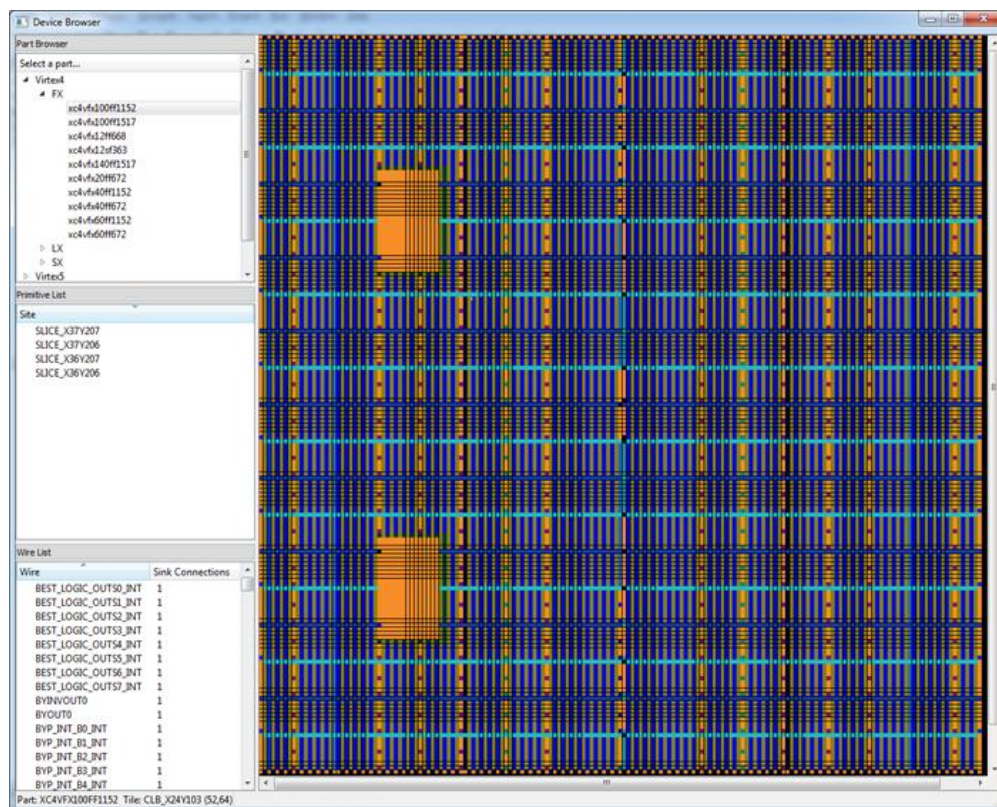 Device Browser
Part Browser
Select a part...
Virtex4
FX
xc4vfx100ff1152
xc4vfx100ff1517
xc4vfx12ff668
xc4vfx12sf363
xc4vfx140ff1517
xc4vfx20ff672
xc4vfx40ff1152
xc4vfx40ff672
xc4vfx60ff1152
xc4vfx60ff672
LX
SX
Virtex5
Primitive List
Site
SLICE_X37Y207
SLICE_X37Y206
SLICE_X36Y207
SLICE_X36Y206
Wire List
Wire Sink Connections
BEST_LOGIC_OUTS0_INT 1
BEST_LOGIC_OUTS1_INT 1
BEST_LOGIC_OUTS2_INT 1
BEST_LOGIC_OUTS3_INT 1
BEST_LOGIC_OUTS4_INT 1
BEST_LOGIC_OUTS5_INT 1
BEST_LOGIC_OUTS6_INT 1
BEST_LOGIC_OUTS7_INT 1
BYINVOUT0 1
BYOUT0 1
BYP_INT_B0_INT 1
BYP_INT_B1_INT 1
BYP_INT_B2_INT 1
BYP_INT_B3_INT 1
BYP_INT_B4_INT 1
Part: XC4VFX100FF1152 Tile: CLB_X24Y103 (52,64)